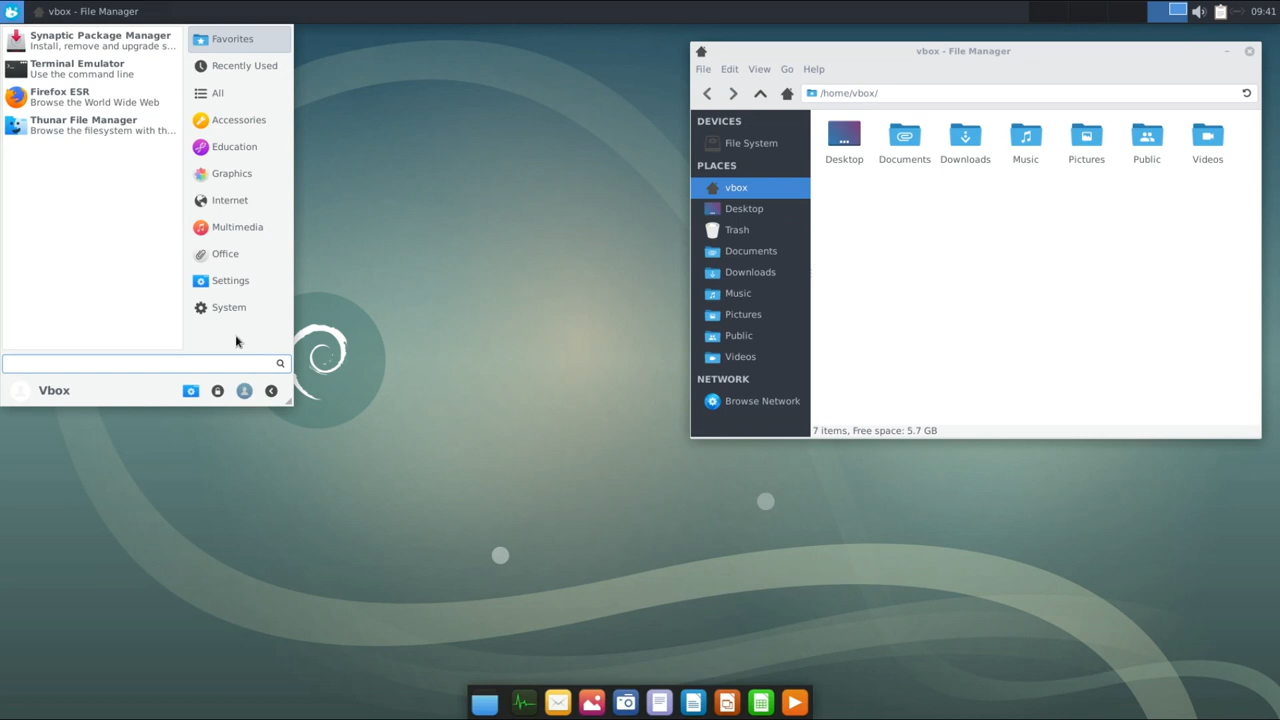 vbox - File Manager
09:41
Synaptic Package Manager
Install, remove and upgrade s...
Terminal Emulator
Use the command line
Firefox ESR
Browse the World Wide Web
Thunar File Manager
Browse the filesystem with th...
Favorites
Recently Used
All
Accessories
Education
Graphics
Internet
Multimedia
Office
Settings
System
Vbox
vbox - File Manager
File Edit View Go Help
/home/vbox/
DEVICES
File System
PLACES
vbox
Desktop
Trash
Documents
Downloads
Music
Pictures
Public
Videos
NETWORK
Browse Network
Desktop Documents Downloads Music Pictures Public Videos
7 items, Free space: 5.7 GB